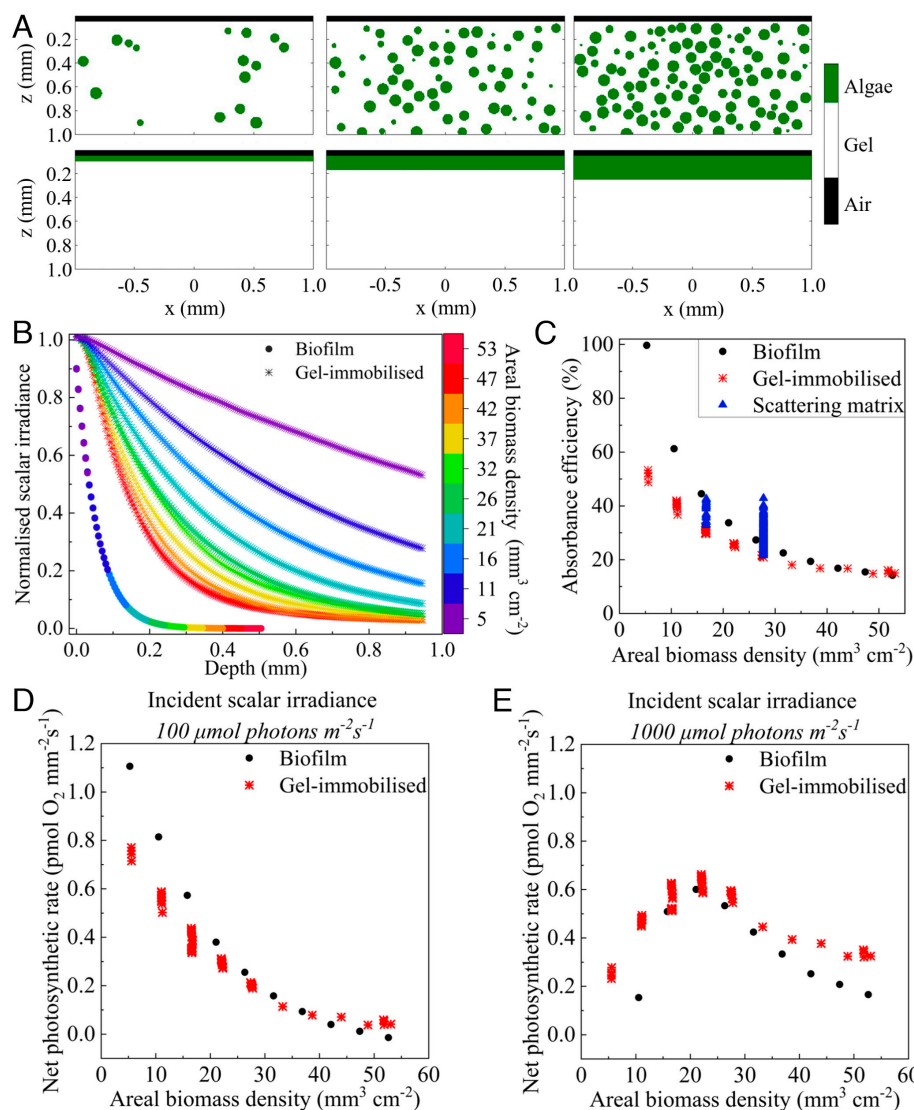 A
z (mm)
0.2
0.4
0.6
0.8
1.0
z (mm)
0.2
0.4
0.6
0.8
1.0
-0.5 0 0.5 1.0
-0.5 0 0.5 1.0
-0.5 0 0.5 1.0
x (mm)
x (mm)
x (mm)
Algae
Gel
Air
B
Normalised scalar irradiance
1.0
0.8
0.6
0.4
0.2
0.0
0.0 0.2 0.4 0.6 0.8 1.0
Depth (mm)
Biofilm
Gel-immobilised
53
47
42
37
32
26
21
16
11
5
Areal biomass density (mm³ cm⁻²)
C
Absorbance efficiency (%)
100
80
60
40
20
0
0 10 20 30 40 50
Areal biomass density (mm³ cm⁻²)
Biofilm
Gel-immobilised
Scattering matrix
D
Incident scalar irradiance
100 μmol photons m⁻²s⁻¹
Net photosynthetic rate (pmol O₂ mm⁻²s⁻¹)
1.2
1.0
0.8
0.6
0.4
0.2
0.0
0 10 20 30 40 50 60
Areal biomass density (mm³ cm⁻²)
Biofilm
Gel-immobilised
E
Incident scalar irradiance
1000 μmol photons m⁻²s⁻¹
Net photosynthetic rate (pmol O₂ mm⁻²s⁻¹)
1.2
1.0
0.8
0.6
0.4
0.2
0.0
0 10 20 30 40 50 60
Areal biomass density (mm³ cm⁻²)
Biofilm
Gel-immobilised